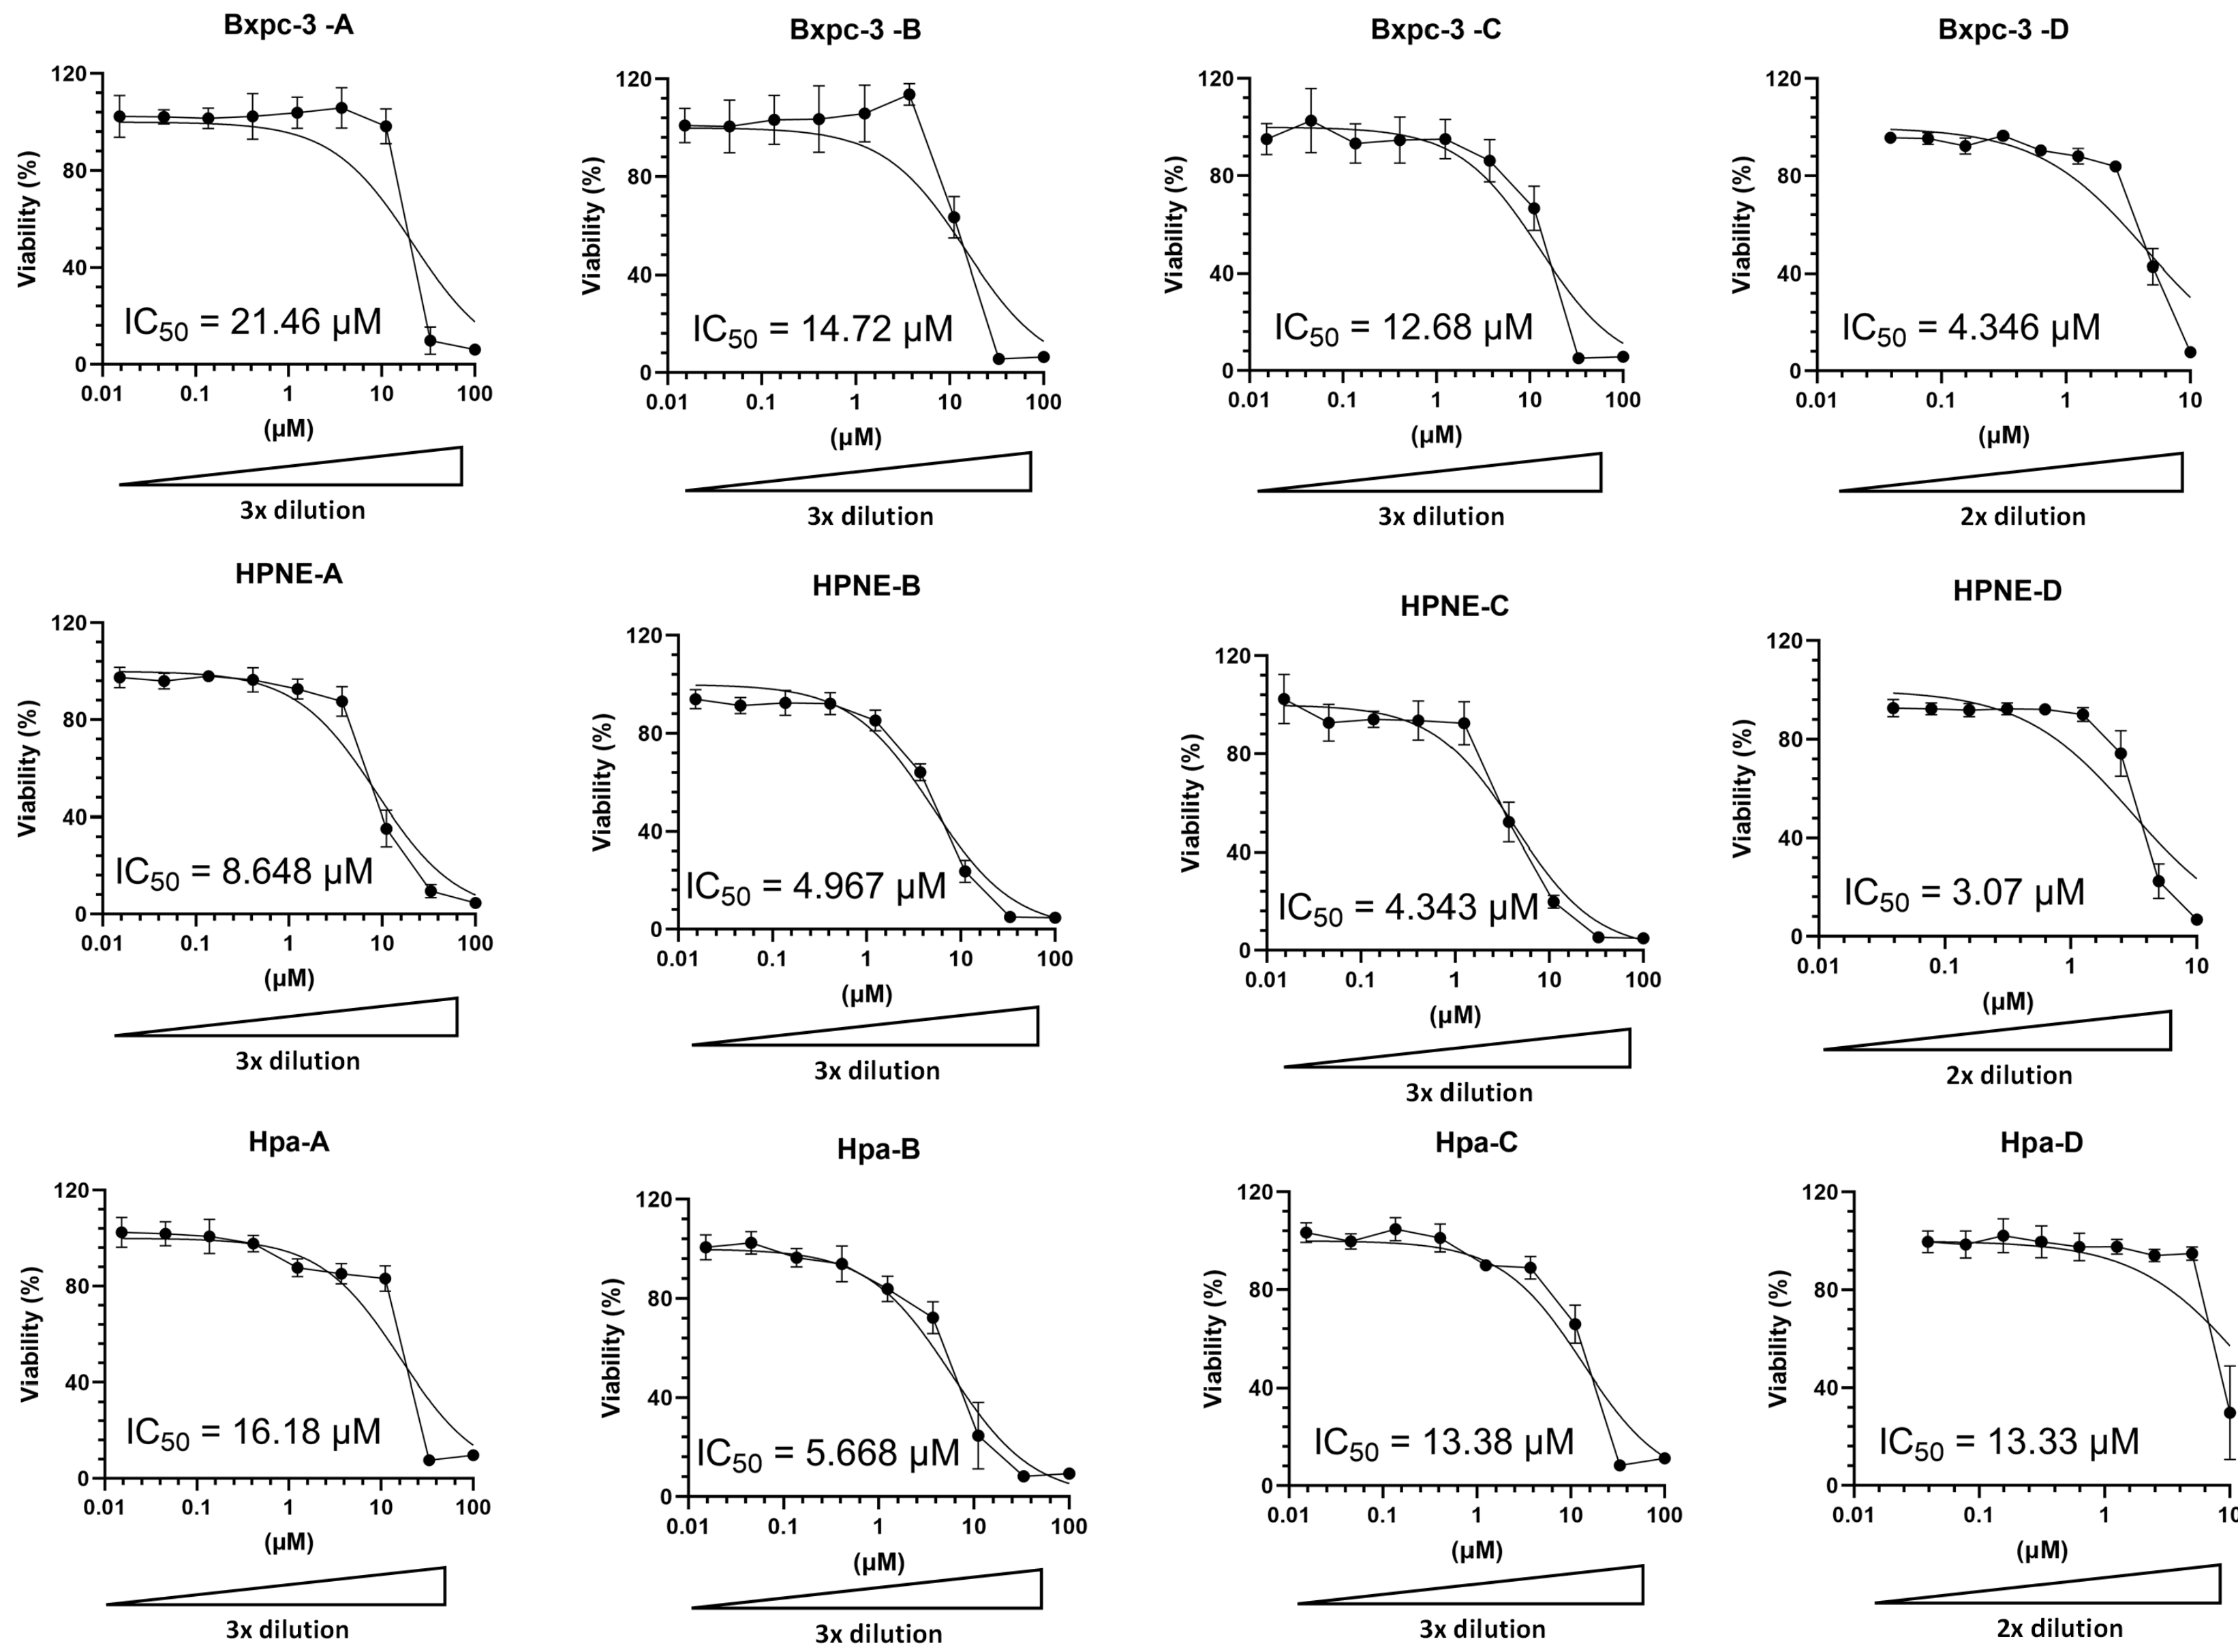 Bxpc-3 -A
120
80
40
0
Viability (%)
IC50 = 21.46 µM
0.01 0.1 1 10 100
(µM)
3x dilution
Bxpc-3 -B
120
80
40
0
Viability (%)
IC50 = 14.72 µM
0.01 0.1 1 10 100
(µM)
3x dilution
Bxpc-3 -C
120
80
40
0
Viability (%)
IC50 = 12.68 µM
0.01 0.1 1 10 100
(µM)
3x dilution
Bxpc-3 -D
120
80
40
0
Viability (%)
IC50 = 4.346 µM
0.01 0.1 1 10
(µM)
2x dilution
HPNE-A
120
80
40
0
Viability (%)
IC50 = 8.648 µM
0.01 0.1 1 10 100
(µM)
3x dilution
HPNE-B
120
80
40
0
Viability (%)
IC50 = 4.967 µM
0.01 0.1 1 10 100
(µM)
3x dilution
HPNE-C
120
80
40
0
Viability (%)
IC50 = 4.343 µM
0.01 0.1 1 10 100
(µM)
3x dilution
HPNE-D
120
80
40
0
Viability (%)
IC50 = 3.07 µM
0.01 0.1 1 10
(µM)
2x dilution
Hpa-A
120
80
40
0
Viability (%)
IC50 = 16.18 µM
0.01 0.1 1 10 100
(µM)
3x dilution
Hpa-B
120
80
40
0
Viability (%)
IC50 = 5.668 µM
0.01 0.1 1 10 100
(µM)
3x dilution
Hpa-C
120
80
40
0
Viability (%)
IC50 = 13.38 µM
0.01 0.1 1 10 100
(µM)
3x dilution
Hpa-D
120
80
40
0
Viability (%)
IC50 = 13.33 µM
0.01 0.1 1 10
(µM)
2x dilution